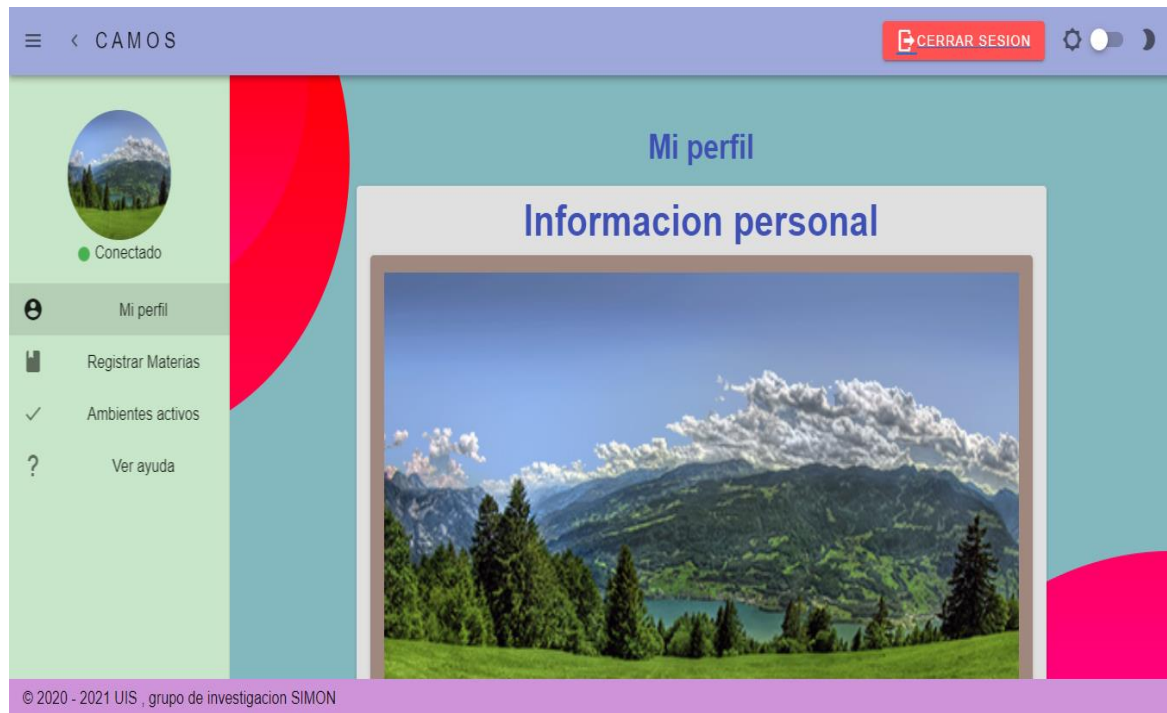 CAMOS
CERRAR SESION
Conectado
Mi perfil
Registrar Materias
Ambientes activos
? Ver ayuda
Mi perfil
Informacion personal
© 2020 - 2021 UIS , grupo de investigacion SIMON